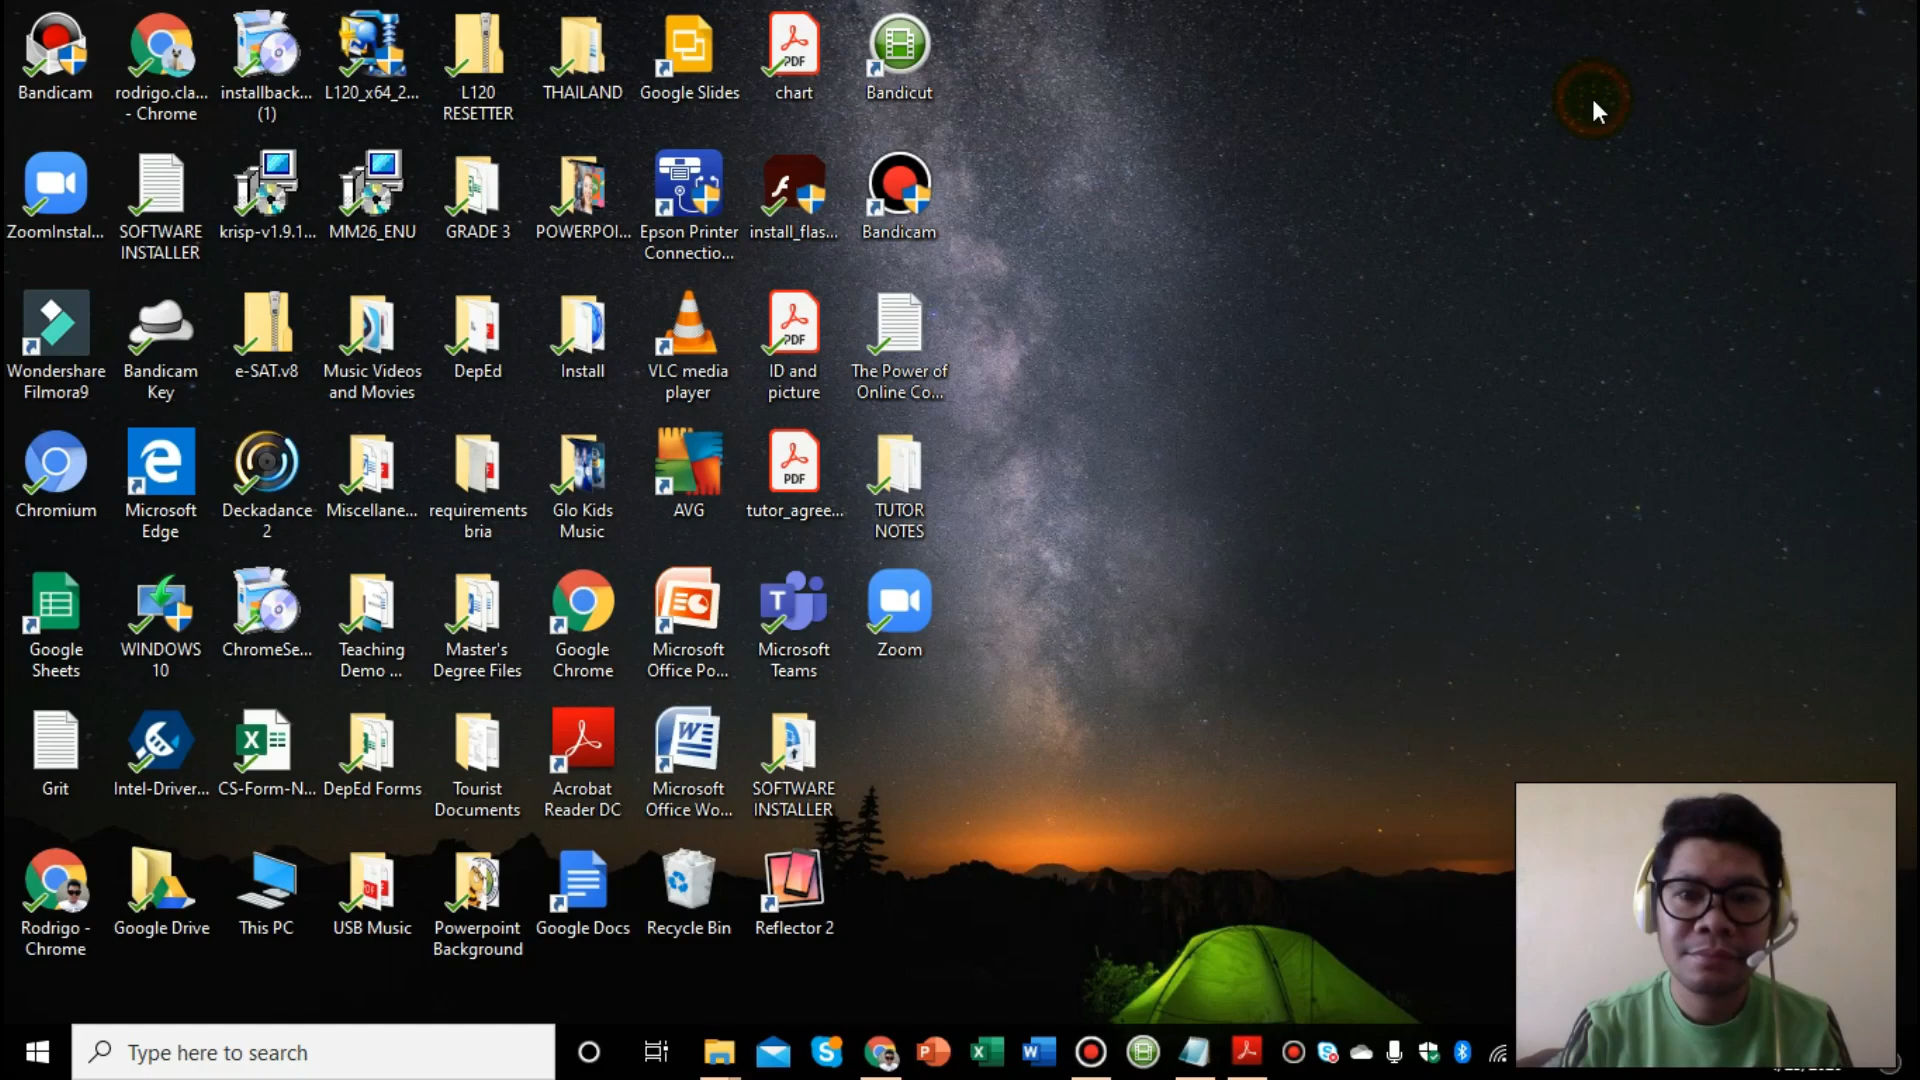 Bandicam
rodrigo.cla...
- Chrome
installback...
(1)
L120_x64_2...
L120
RESETTER
THAILAND
Google Slides
PDF
chart
Bandicut
ZoomInstal...
SOFTWARE
INSTALLER
krisp-v1.9.1...
MM26_ENU
GRADE 3
POWERPOI...
Epson Printer
Connectio...
install_flas...
Bandicam
Wondershare
Filmora9
Bandicam
Key
e-SAT.v8
Music Videos
and Movies
DepEd
Install
VLC media
player
PDF
ID and
picture
The Power of
Online Co...
Chromium
Microsoft
Edge
Deckadance
2
Miscellane...
requirements
bria
Glo Kids
Music
AVG
PDF
tutor_agree...
TUTOR
NOTES
Google
Sheets
WINDOWS
10
ChromeSe...
Teaching
Demo ...
Master's
Degree Files
Google
Chrome
Microsoft
Office Po...
Microsoft
Teams
Zoom
Grit
Intel-Driver...
CS-Form-N...
DepEd Forms
Tourist
Documents
Acrobat
Reader DC
Microsoft
Office Wo...
SOFTWARE
INSTALLER
Rodrigo -
Chrome
Google Drive
This PC
USB Music
Powerpoint
Background
Google Docs
Recycle Bin
Reflector 2
Type here to search